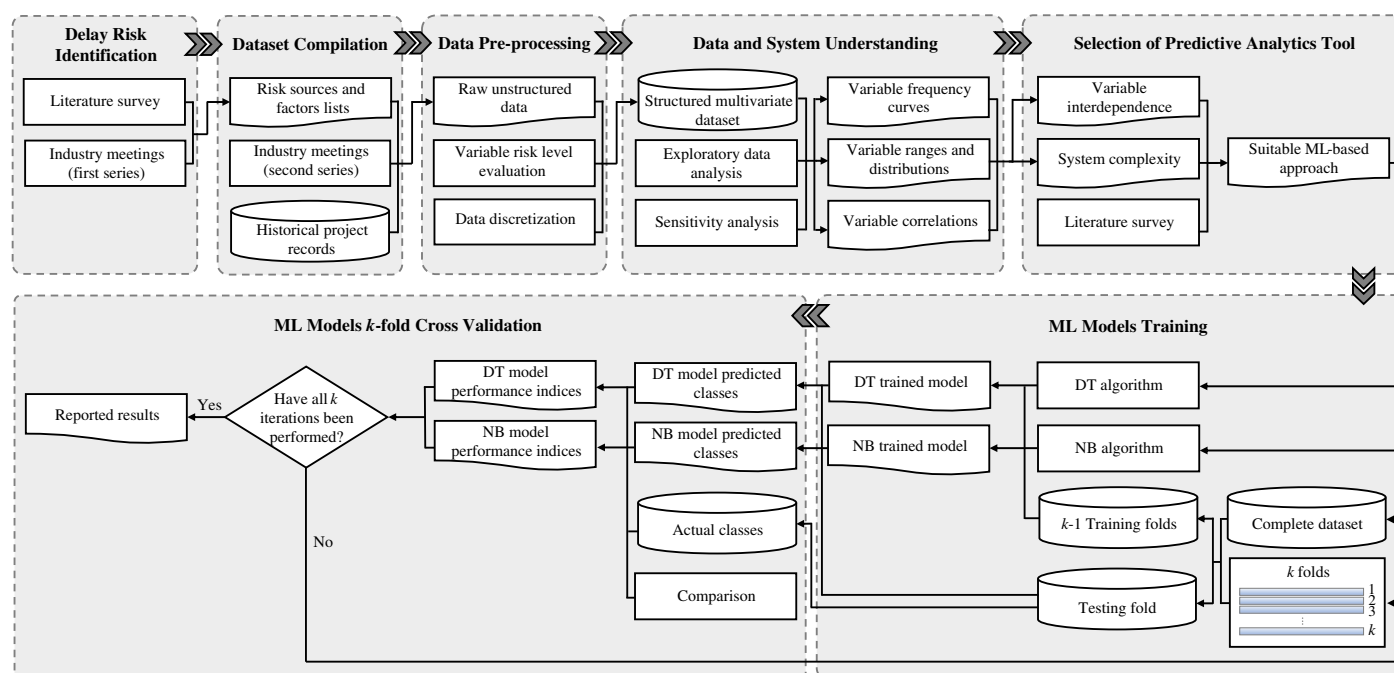 Delay Risk
Identification
Literature survey
Industry meetings
(first series)
Dataset Compilation
Risk sources and
factors lists
Industry meetings
(second series)
Historical project
records
Data Pre-processing
Raw unstructured
data
Variable risk level
evaluation
Data discretization
Data and System Understanding
Structured multivariate
dataset
Exploratory data
analysis
Sensitivity analysis
Variable frequency
curves
Variable ranges and
distributions
Variable correlations
Selection of Predictive Analytics Tool
Variable
interdependence
System complexity
Literature survey
Suitable ML-based
approach
ML Models Training
DT algorithm
NB algorithm
Complete dataset
k folds
1
2
3
⋮
k
k-1 Training folds
Testing fold
DT trained model
NB trained model
ML Models k-fold Cross Validation
DT model predicted
classes
NB model predicted
classes
Actual classes
Comparison
DT model
performance indices
NB model
performance indices
Have all k
iterations been
performed?
Yes
No
Reported results